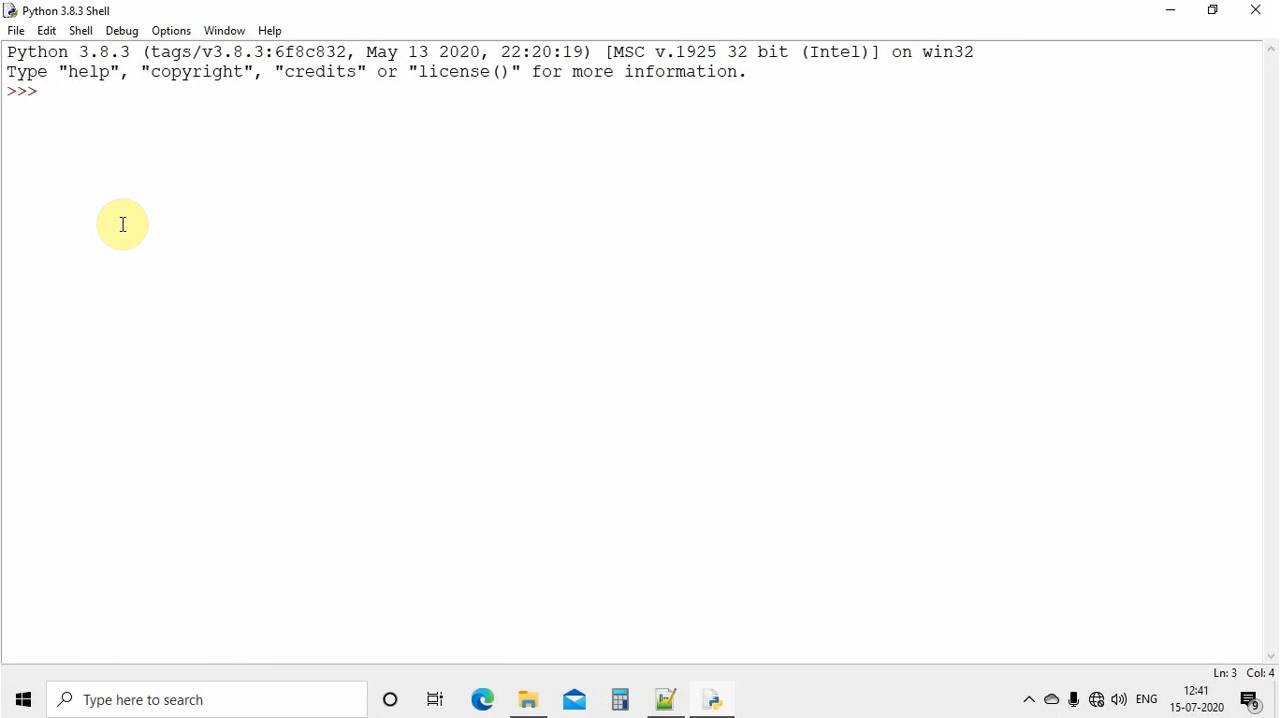 Python 3.8.3 Shell
File Edit Shell Debug Options Window Help
Python 3.8.3 (tags/v3.8.3:6f8c832, May 13 2020, 22:20:19) [MSC v.1925 32 bit (Intel)] on win32
Type "help", "copyright", "credits" or "license()" for more information.
>>>
Ln: 3 Col: 4
Type here to search
ENG
12:41
15-07-2020
9